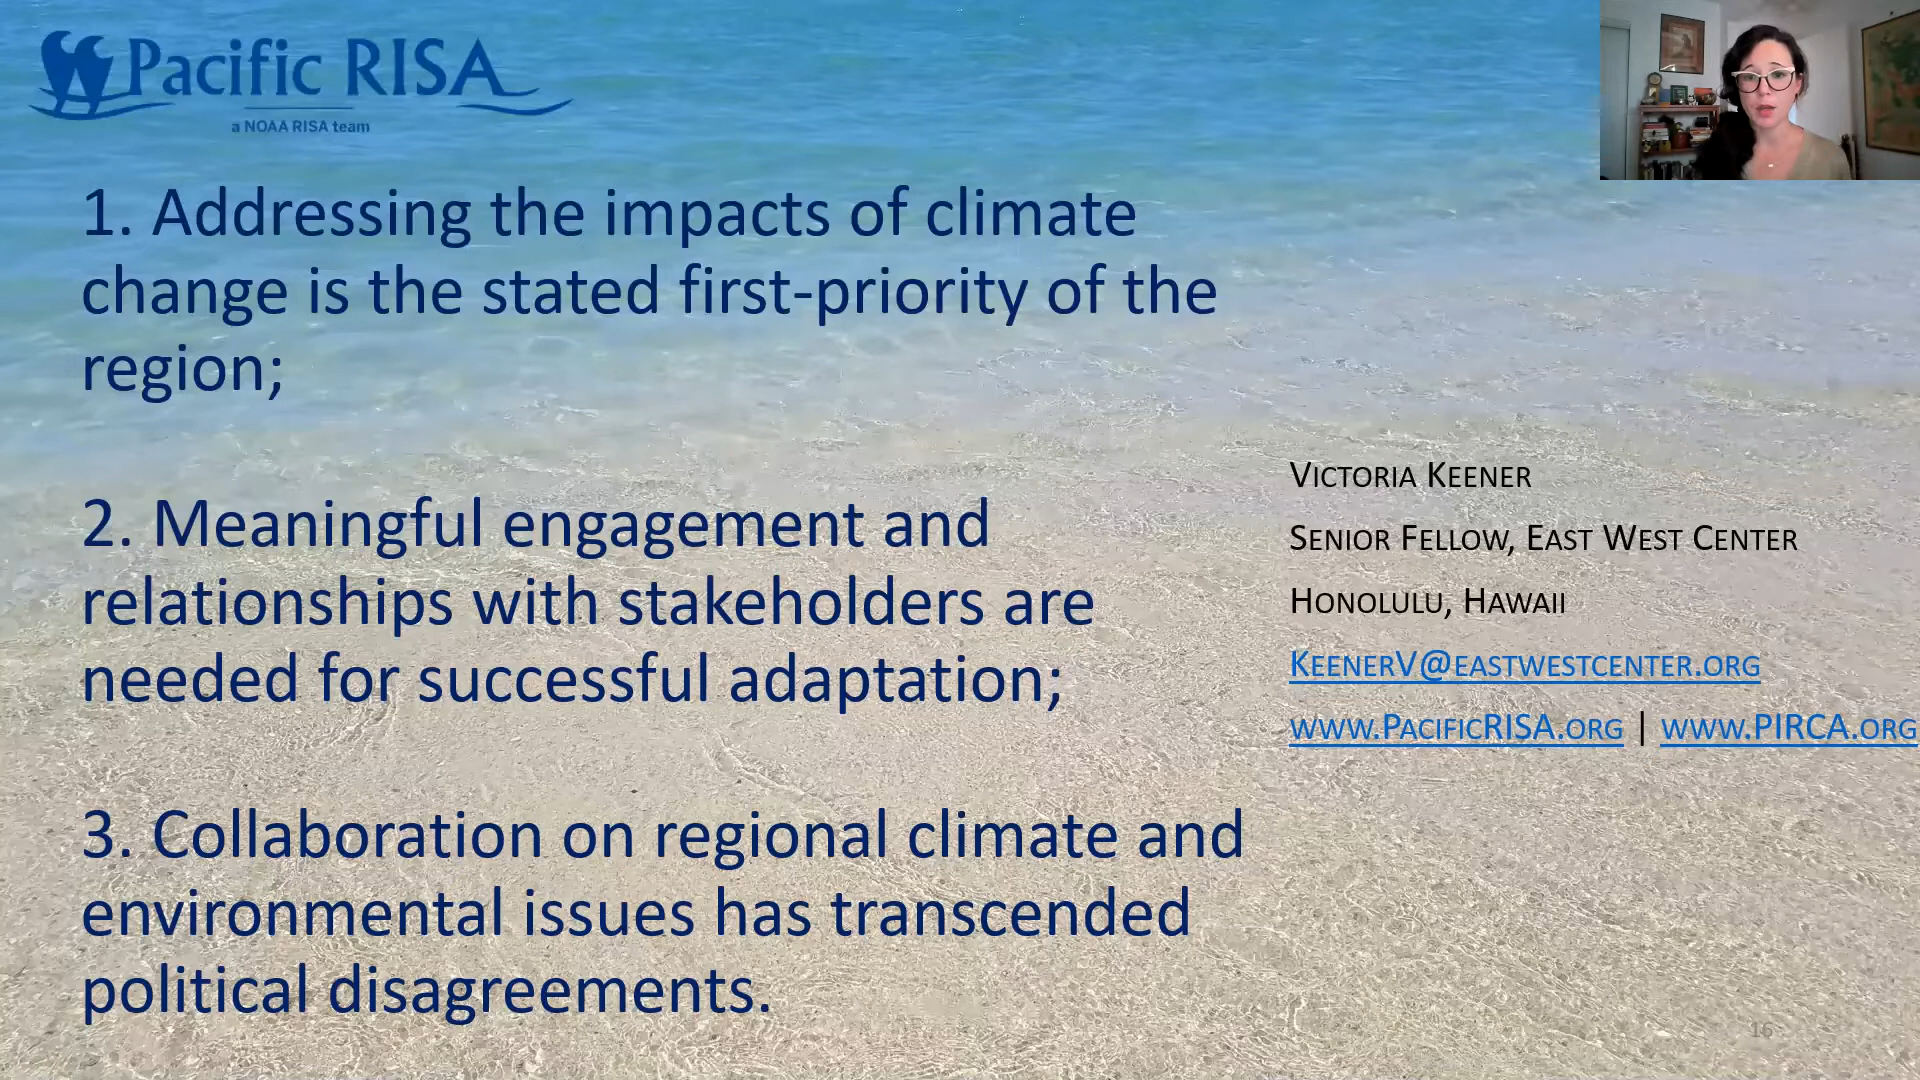 Pacific RISA
a NOAA RISA team
1. Addressing the impacts of climate
change is the stated first-priority of the
region;
2. Meaningful engagement and
relationships with stakeholders are
needed for successful adaptation;
3. Collaboration on regional climate and
environmental issues has transcended
political disagreements.
VICTORIA KEENER
SENIOR FELLOW, EAST WEST CENTER
HONOLULU, HAWAII
KEENERV@EASTWESTCENTER.ORG
WWW.PACIFICRISA.ORG | WWW.PIRCA.ORG
16